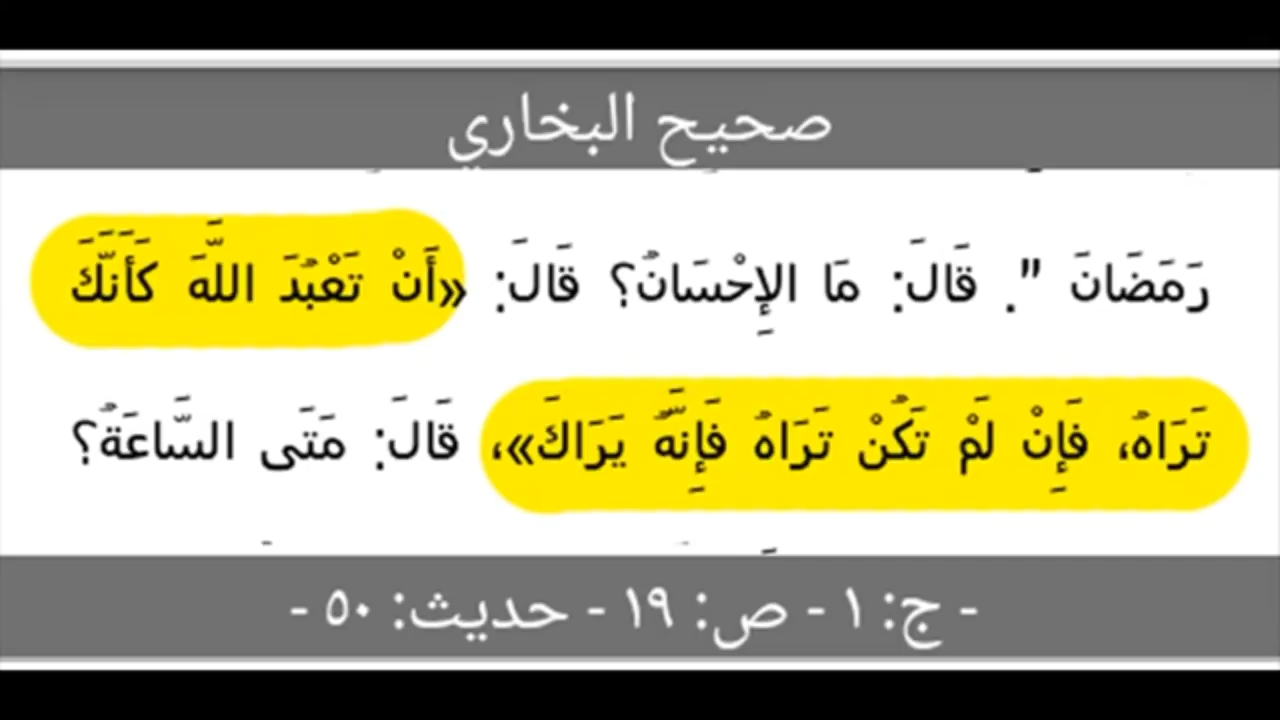 صحيح البخاري
رَمَضَانَ ". قَالَ: مَا الإِحْسَانُ؟ قَالَ: «أَنْ تَعْبُدَ اللَّهَ كَأَنَّكَ
تَرَاهُ، فَإِنْ لَمْ تَكُنْ تَرَاهُ فَإِنَّهُ يَرَاكَ»، قَالَ: مَتَى السَّاعَةُ؟
- ج: ١ - ص: ١٩ - حديث: ٥٠ -